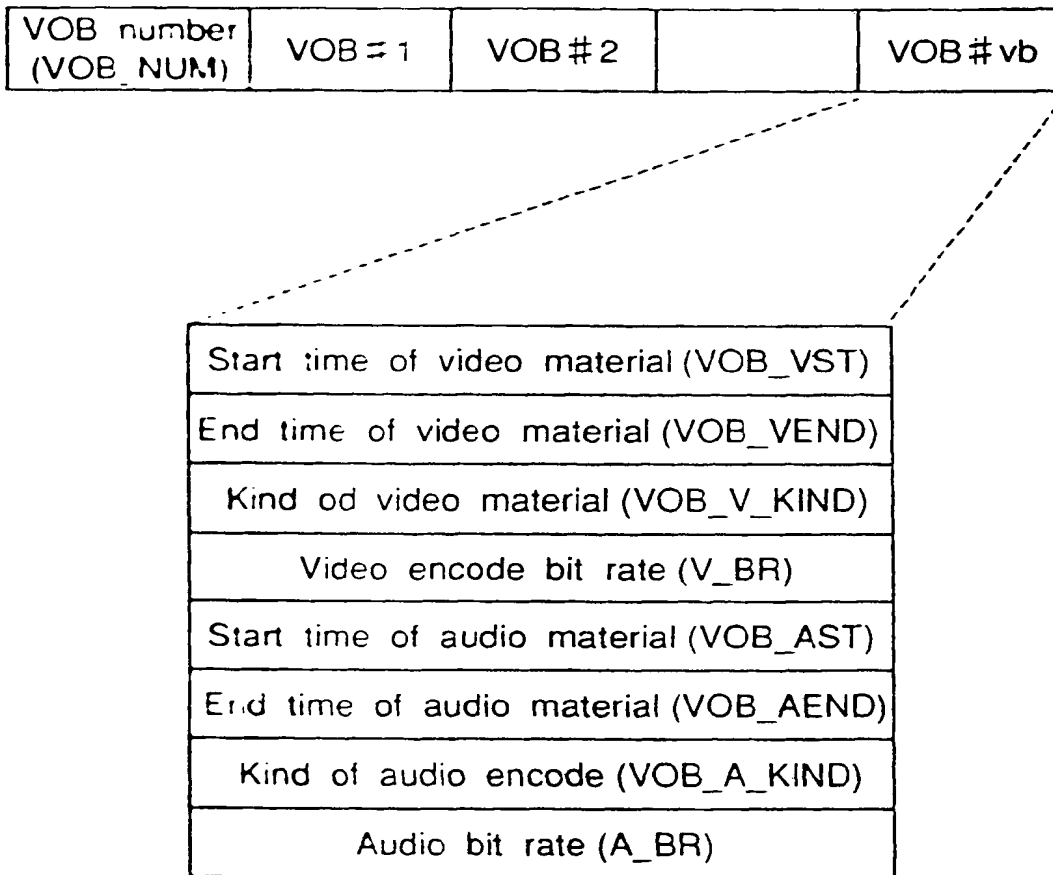 VOB number
(VOB_NUM)
VOB#1
VOB#2
VOB#vb
Start time of video material (VOB_VST)
End time of video material (VOB_VEND)
Kind od video material (VOB_V_KIND)
Video encode bit rate (V_BR)
Start time of audio material (VOB_AST)
End time of audio material (VOB_AEND)
Kind of audio encode (VOB_A_KIND)
Audio bit rate (A_BR)